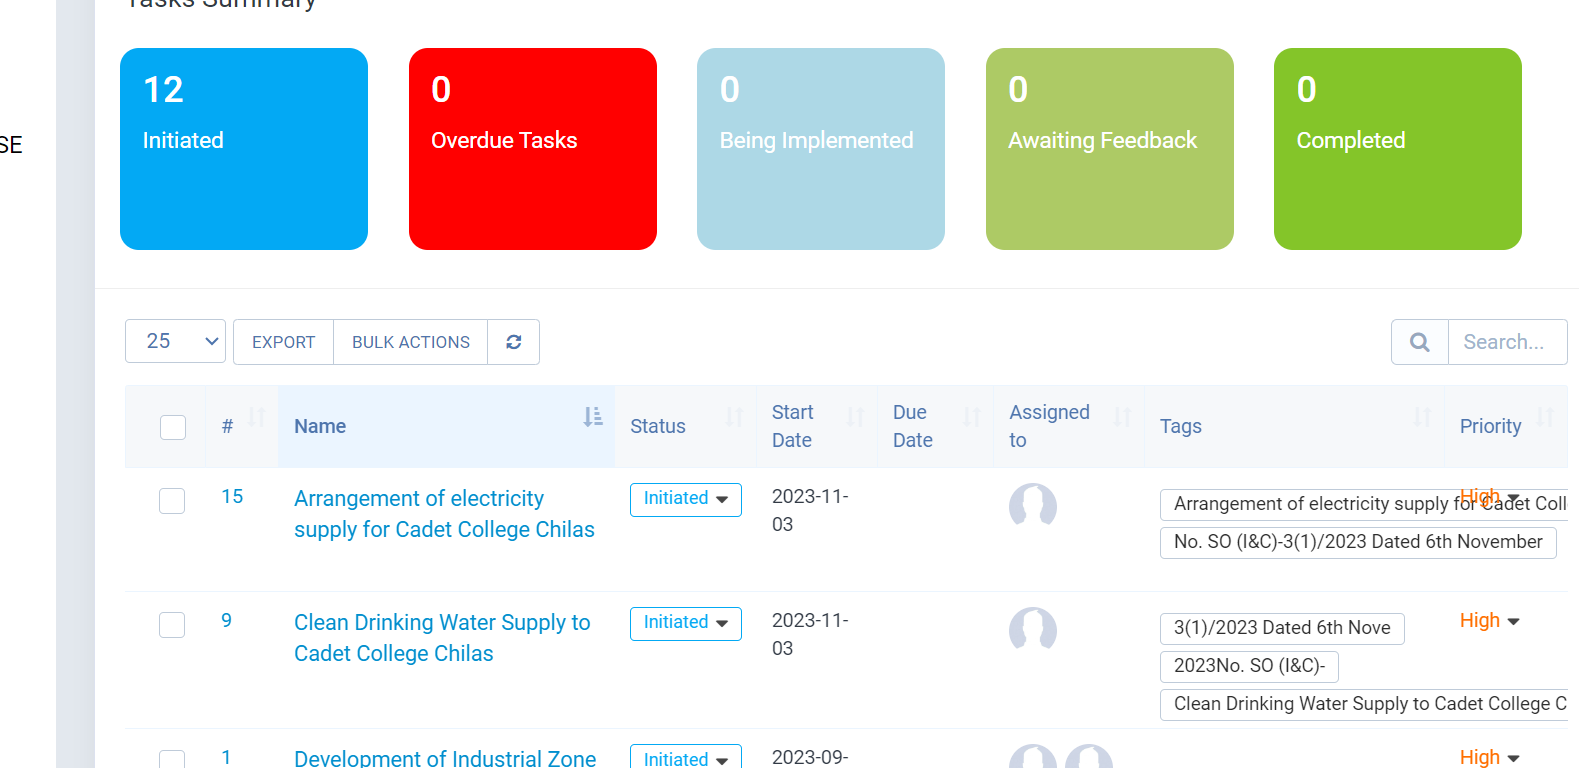 Tasks Summary
SE
12
Initiated
0
Overdue Tasks
0
Being Implemented
0
Awaiting Feedback
0
Completed
25
EXPORT
BULK ACTIONS
Search...
#
Name
Status
Start
Date
Due
Date
Assigned
to
Tags
Priority
15
Arrangement of electricity
supply for Cadet College Chilas
Initiated
2023-11-
03
Arrangement of electricity supply for Cadet Coll
No. SO (I&C)-3(1)/2023 Dated 6th November
High
9
Clean Drinking Water Supply to
Cadet College Chilas
Initiated
2023-11-
03
3(1)/2023 Dated 6th Nove
2023No. SO (I&C)-
Clean Drinking Water Supply to Cadet College C
High
1
Development of Industrial Zone
Initiated
2023-09-
High